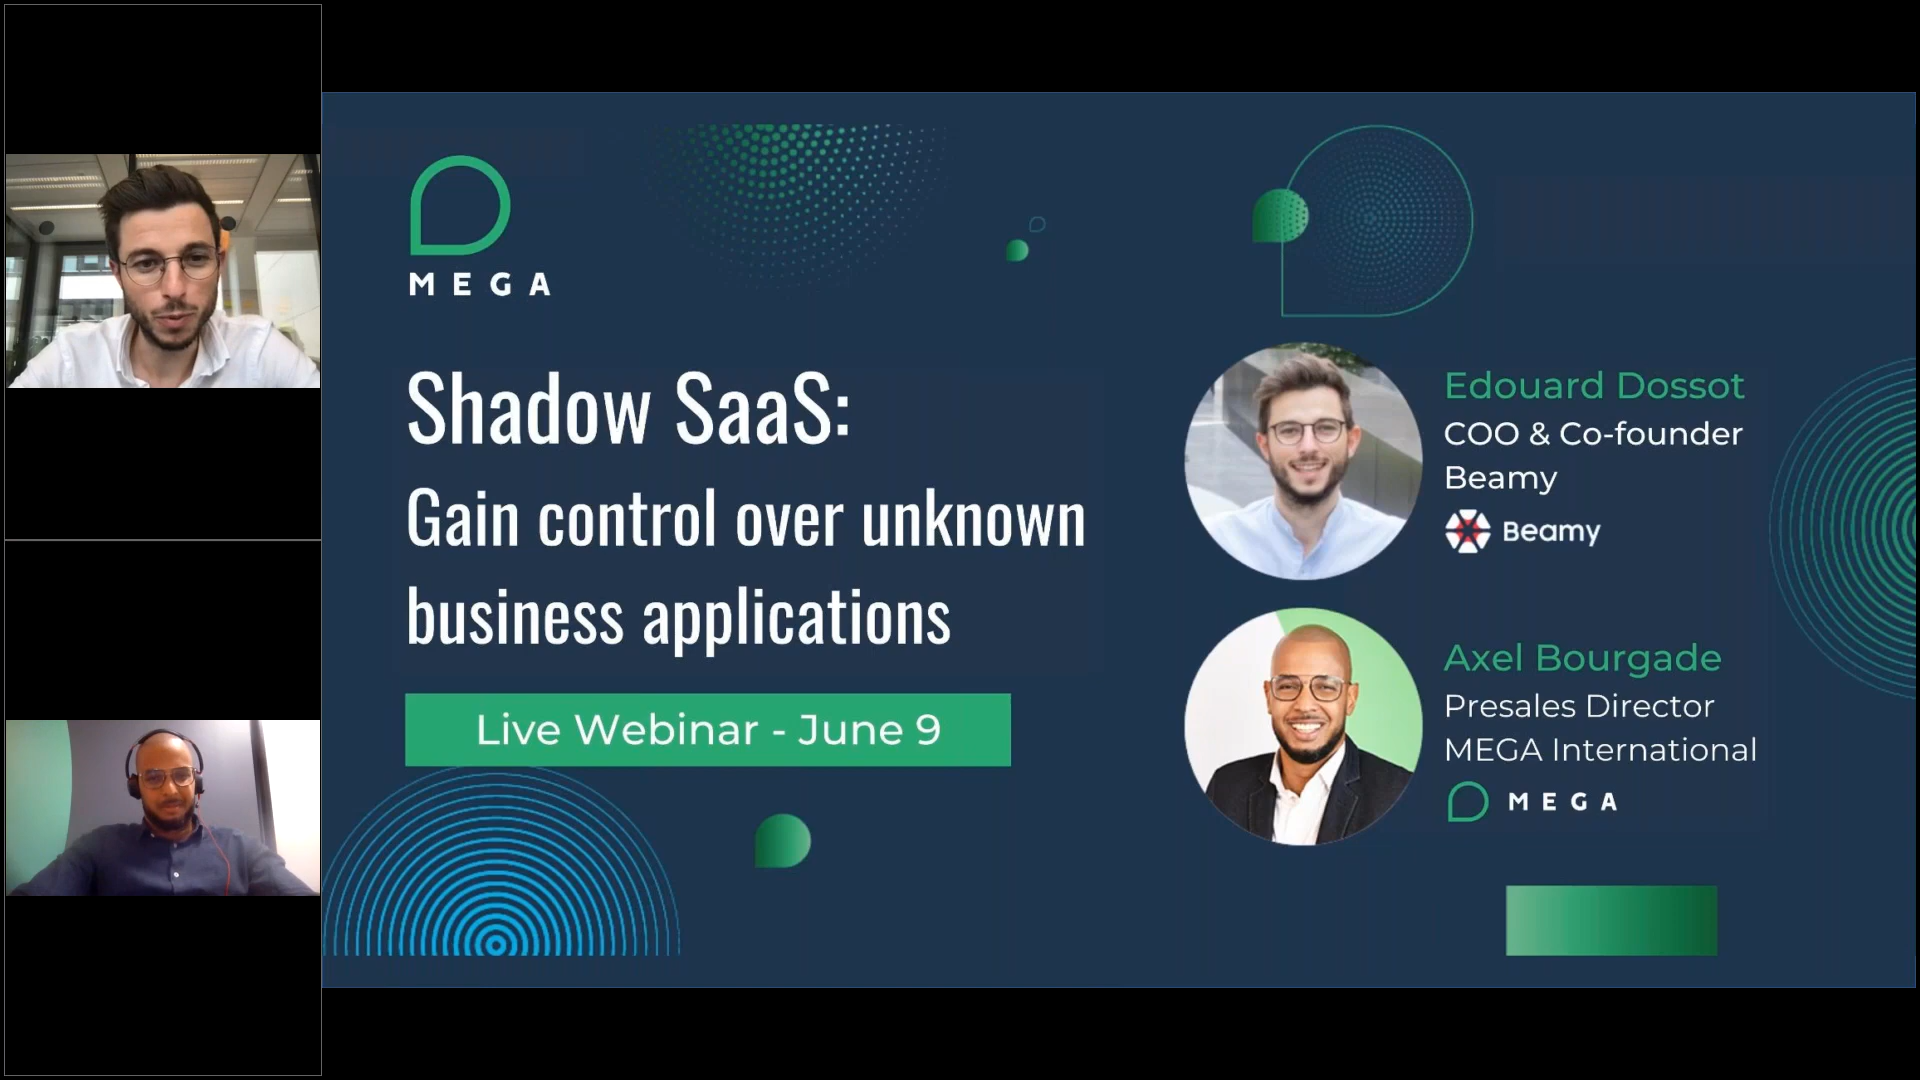 MEGA
Shadow SaaS:
Gain control over unknown
business applications
Live Webinar - June 9
Edouard Dossot
COO & Co-founder
Beamy
Beamy
Axel Bourgade
Presales Director
MEGA International
MEGA